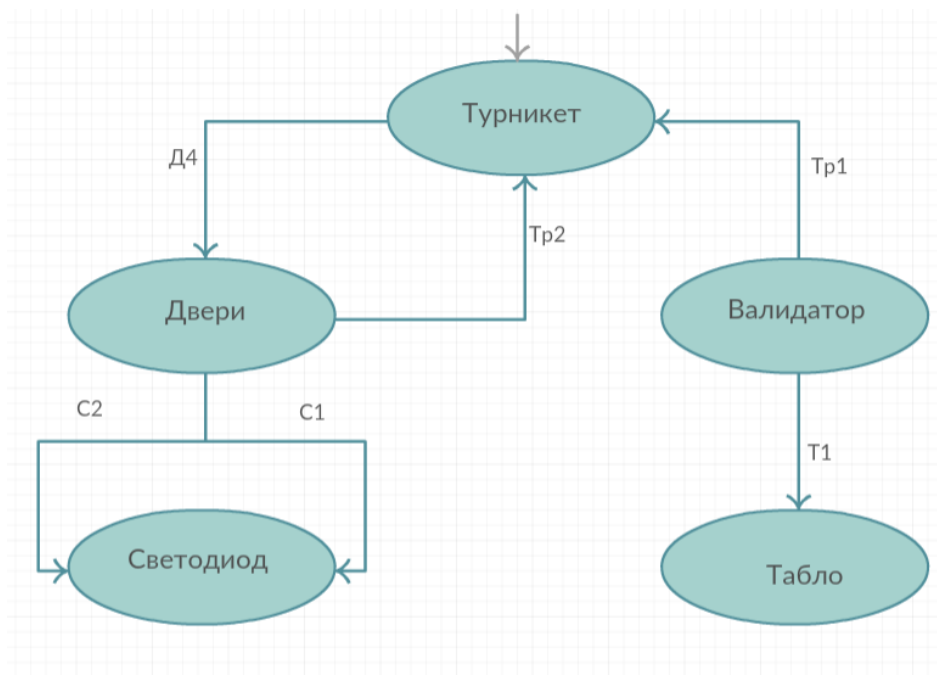 Турникет
Д4
Тр1
Тр2
Двери
Валидатор
С2
С1
Т1
Светодиод
Табло